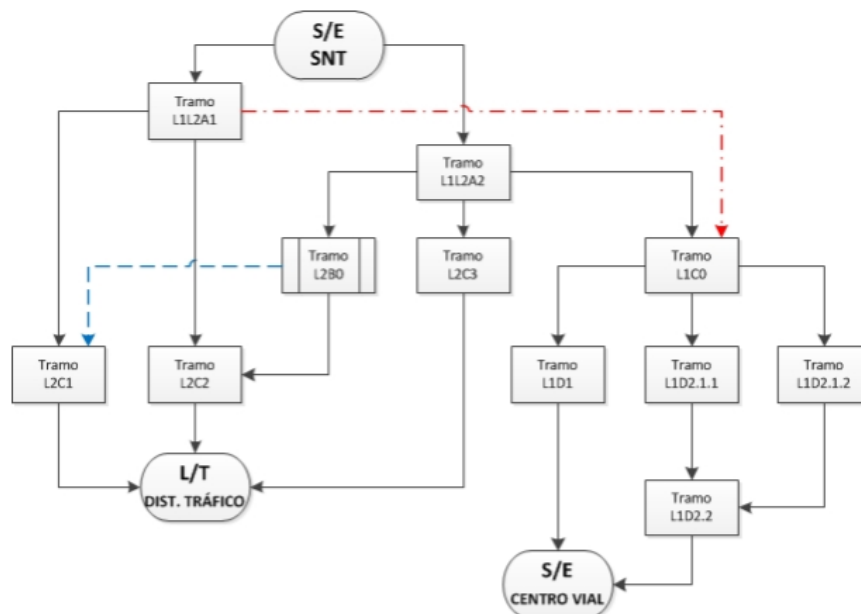 S/E
SNT
Tramo
L1L2A1
Tramo
L1L2A2
Tramo
L2B0
Tramo
L2C3
Tramo
L1C0
Tramo
L2C1
Tramo
L2C2
Tramo
L1D1
Tramo
L1D2.1.1
Tramo
L1D2.1.2
L/T
DIST. TRÁFICO
Tramo
L1D2.2
S/E
CENTRO VIAL